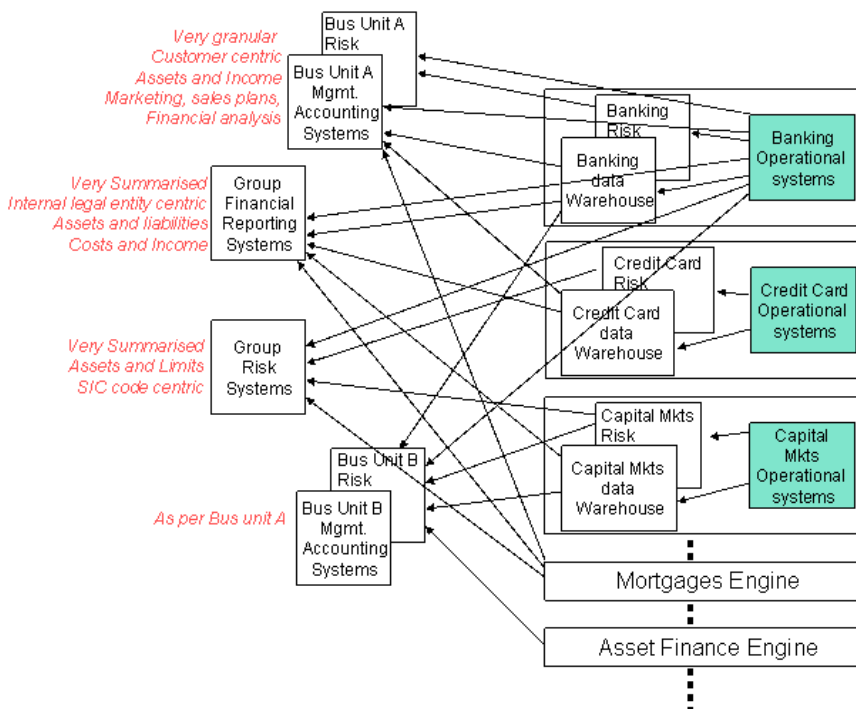 Very granular
Customer centric
Assets and Income
Marketing, sales plans,
Financial analysis
Bus Unit A
Risk
Bus Unit A
Mgmt.
Accounting
Systems
Banking
Risk
Banking
data
Warehouse
Banking
Operational
systems
Very Summarised
Internal legal entity centric
Assets and liabilities
Costs and Income
Group
Financial
Reporting
Systems
Credit Card
Risk
Credit Card
data
Warehouse
Credit Card
Operational
systems
Very Summarised
Assets and Limits
SIC code centric
Group
Risk
Systems
Capital Mkts
Risk
Capital Mkts
data
Warehouse
Capital
Mkts
Operational
systems
As per Bus unit A
Bus Unit B
Risk
Bus Unit B
Mgmt.
Accounting
Systems
Mortgages Engine
Asset Finance Engine